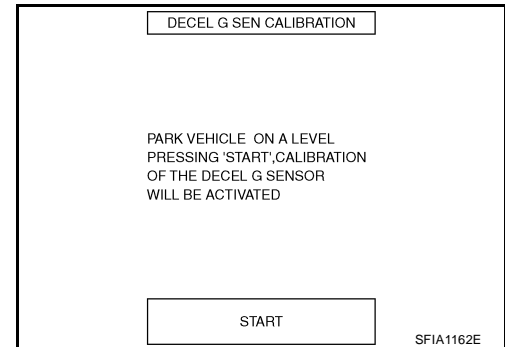 DECEL G SEN CALIBRATION
PARK VEHICLE ON A LEVEL
PRESSING 'START',CALIBRATION
OF THE DECEL G SENSOR
WILL BE ACTIVATED
START
SFIA1162E